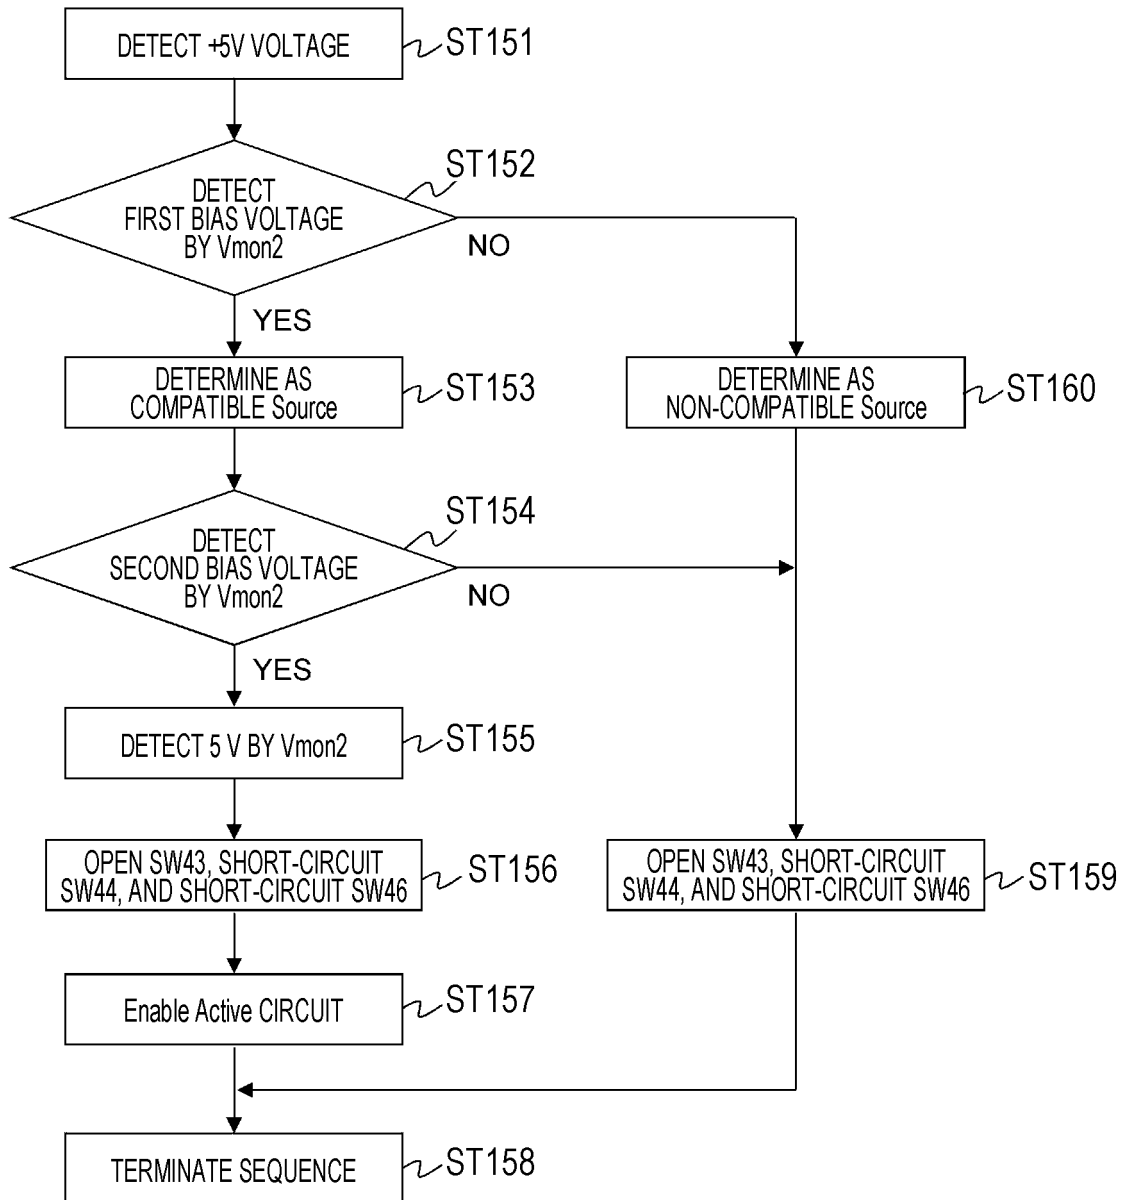 DETECT +5V VOLTAGE
ST151
DETECT
FIRST BIAS VOLTAGE
BY Vmon2
ST152
NO
YES
DETERMINE AS
COMPATIBLE Source
ST153
DETERMINE AS
NON-COMPATIBLE Source
ST160
DETECT
SECOND BIAS VOLTAGE
BY Vmon2
ST154
NO
YES
DETECT 5 V BY Vmon2
ST155
OPEN SW43, SHORT-CIRCUIT
SW44, AND SHORT-CIRCUIT SW46
ST156
OPEN SW43, SHORT-CIRCUIT
SW44, AND SHORT-CIRCUIT SW46
ST159
Enable Active CIRCUIT
ST157
TERMINATE SEQUENCE
ST158